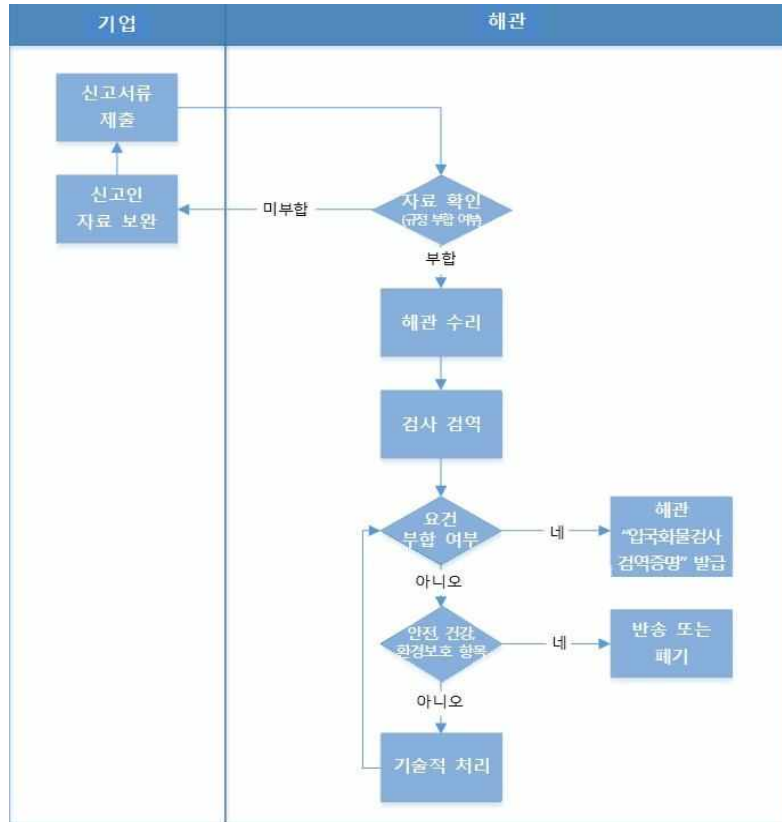 기업
해관
신고서류
제출
신고인
자료 보완
미부합
자료 확인
(규정 부합 여부)
부합
해관 수리
검사 검역
요건
부합 여부
네
해관
“입국화물검사
검역증명” 발급
아니오
안전, 건강,
환경보호 항목
네
반송 또는
폐기
아니오
기술적 처리